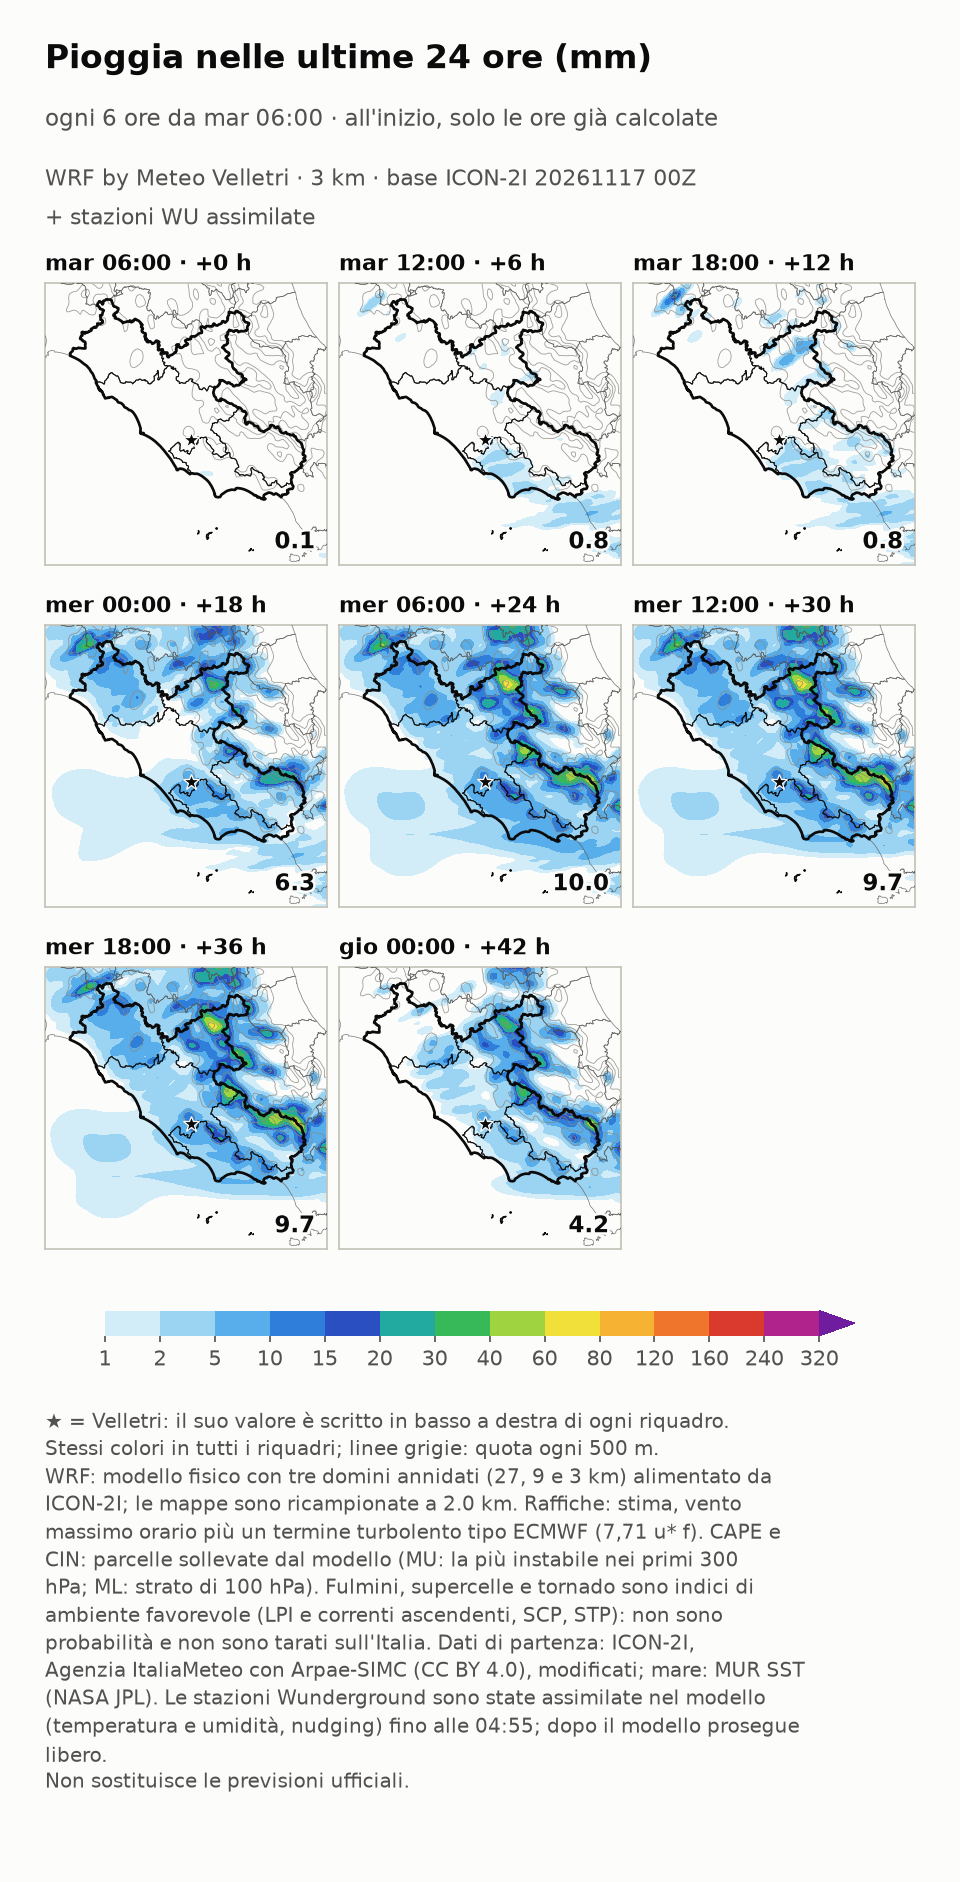 Pioggia nelle ultime 24 ore (mm)
ogni 6 ore da mar 06:00 · all'inizio, solo le ore già calcolate
WRF by Meteo Velletri · 3 km · base ICON-2I 20261117 00Z
+ stazioni WU assimilate
mar 06:00 · +0 h
mar 12:00 · +6 h
mar 18:00 · +12 h
0.1
0.8
0.8
mer 00:00 · +18 h
mer 06:00 · +24 h
mer 12:00 · +30 h
6.3
10.0
9.7
mer 18:00 · +36 h
gio 00:00 · +42 h
9.7
4.2
1 2 5 10 15 20 30 40 60 80 120 160 240 320
★ = Velletri: il suo valore è scritto in basso a destra di ogni riquadro.
Stessi colori in tutti i riquadri; linee grigie: quota ogni 500 m.
WRF: modello fisico con tre domini annidati (27, 9 e 3 km) alimentato da
ICON-2I; le mappe sono ricampionate a 2.0 km. Raffiche: stima, vento
massimo orario più un termine turbolento tipo ECMWF (7,71 u* f). CAPE e
CIN: parcelle sollevate dal modello (MU: la più instabile nei primi 300
hPa; ML: strato di 100 hPa). Fulmini, supercelle e tornado sono indici di
ambiente favorevole (LPI e correnti ascendenti, SCP, STP): non sono
probabilità e non sono tarati sull'Italia. Dati di partenza: ICON-2I,
Agenzia ItaliaMeteo con Arpae-SIMC (CC BY 4.0), modificati; mare: MUR SST
(NASA JPL). Le stazioni Wunderground sono state assimilate nel modello
(temperatura e umidità, nudging) fino alle 04:55; dopo il modello prosegue
libero.
Non sostituisce le previsioni ufficiali.